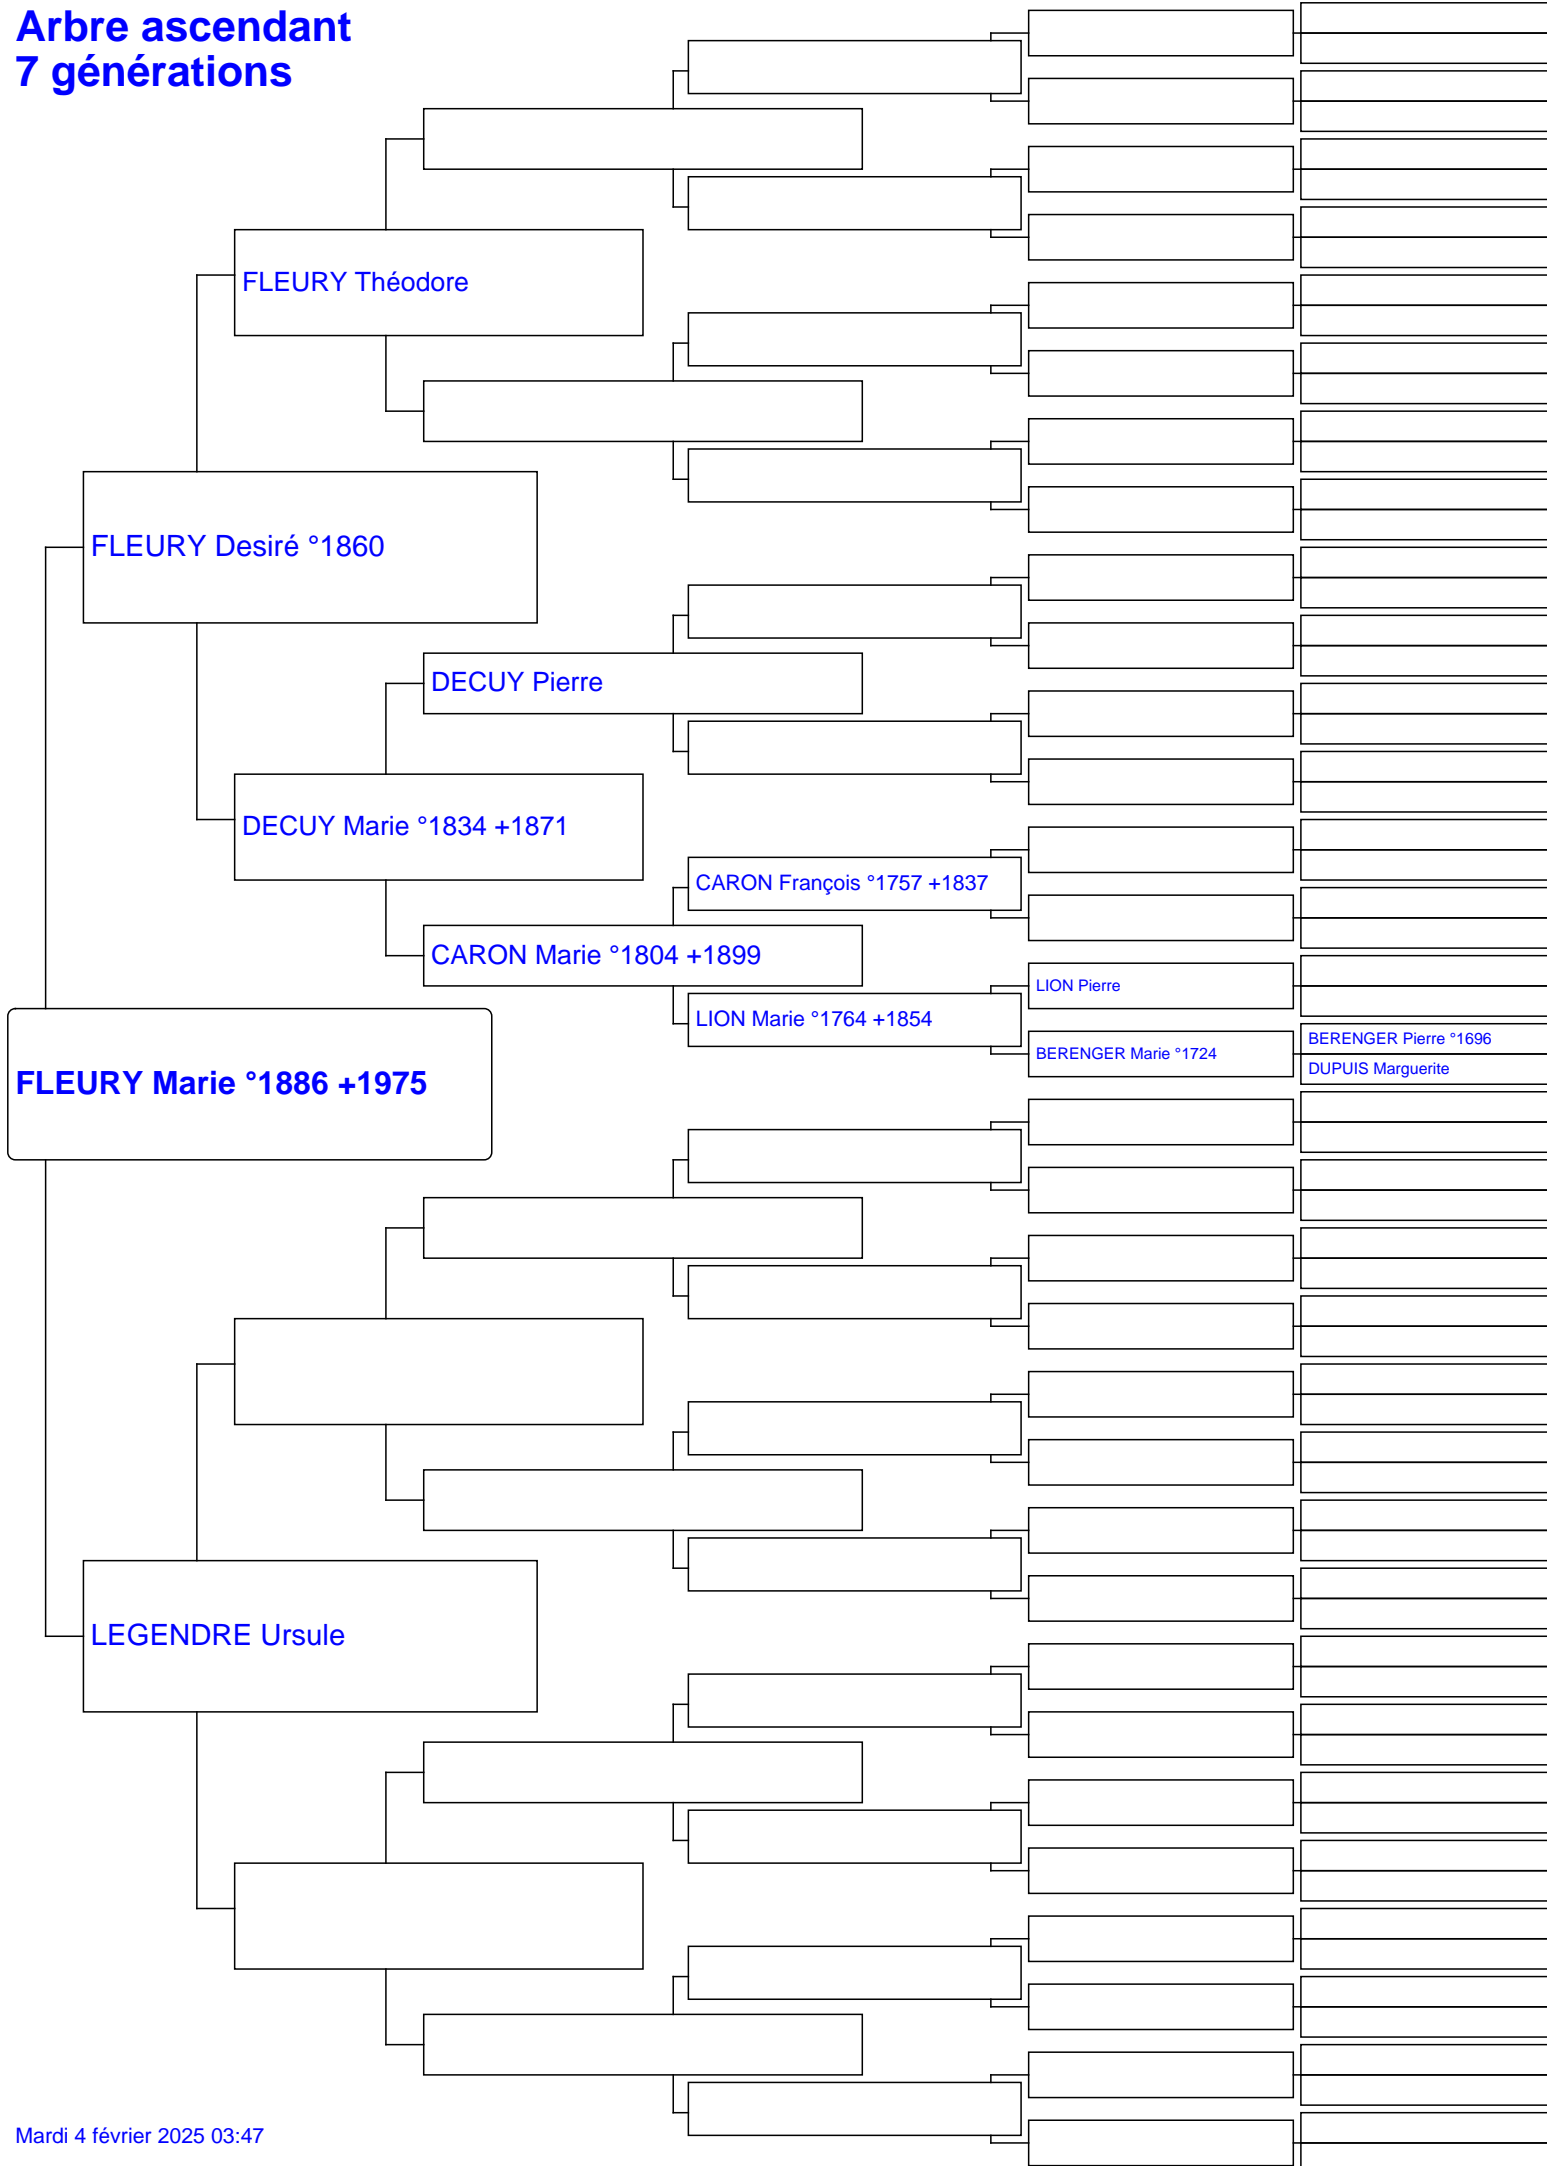 Arbre ascendant
7 générations
FLEURY Théodore
FLEURY Desiré °1860
DECUY Pierre
DECUY Marie °1834 +1871
CARON François °1757 +1837
CARON Marie °1804 +1899
LION Pierre
LION Marie °1764 +1854
BERENGER Pierre °1696
BERENGER Marie °1724
DUPUIS Marguerite
FLEURY Marie °1886 +1975
LEGENDRE Ursule
Mardi 4 février 2025 03:47